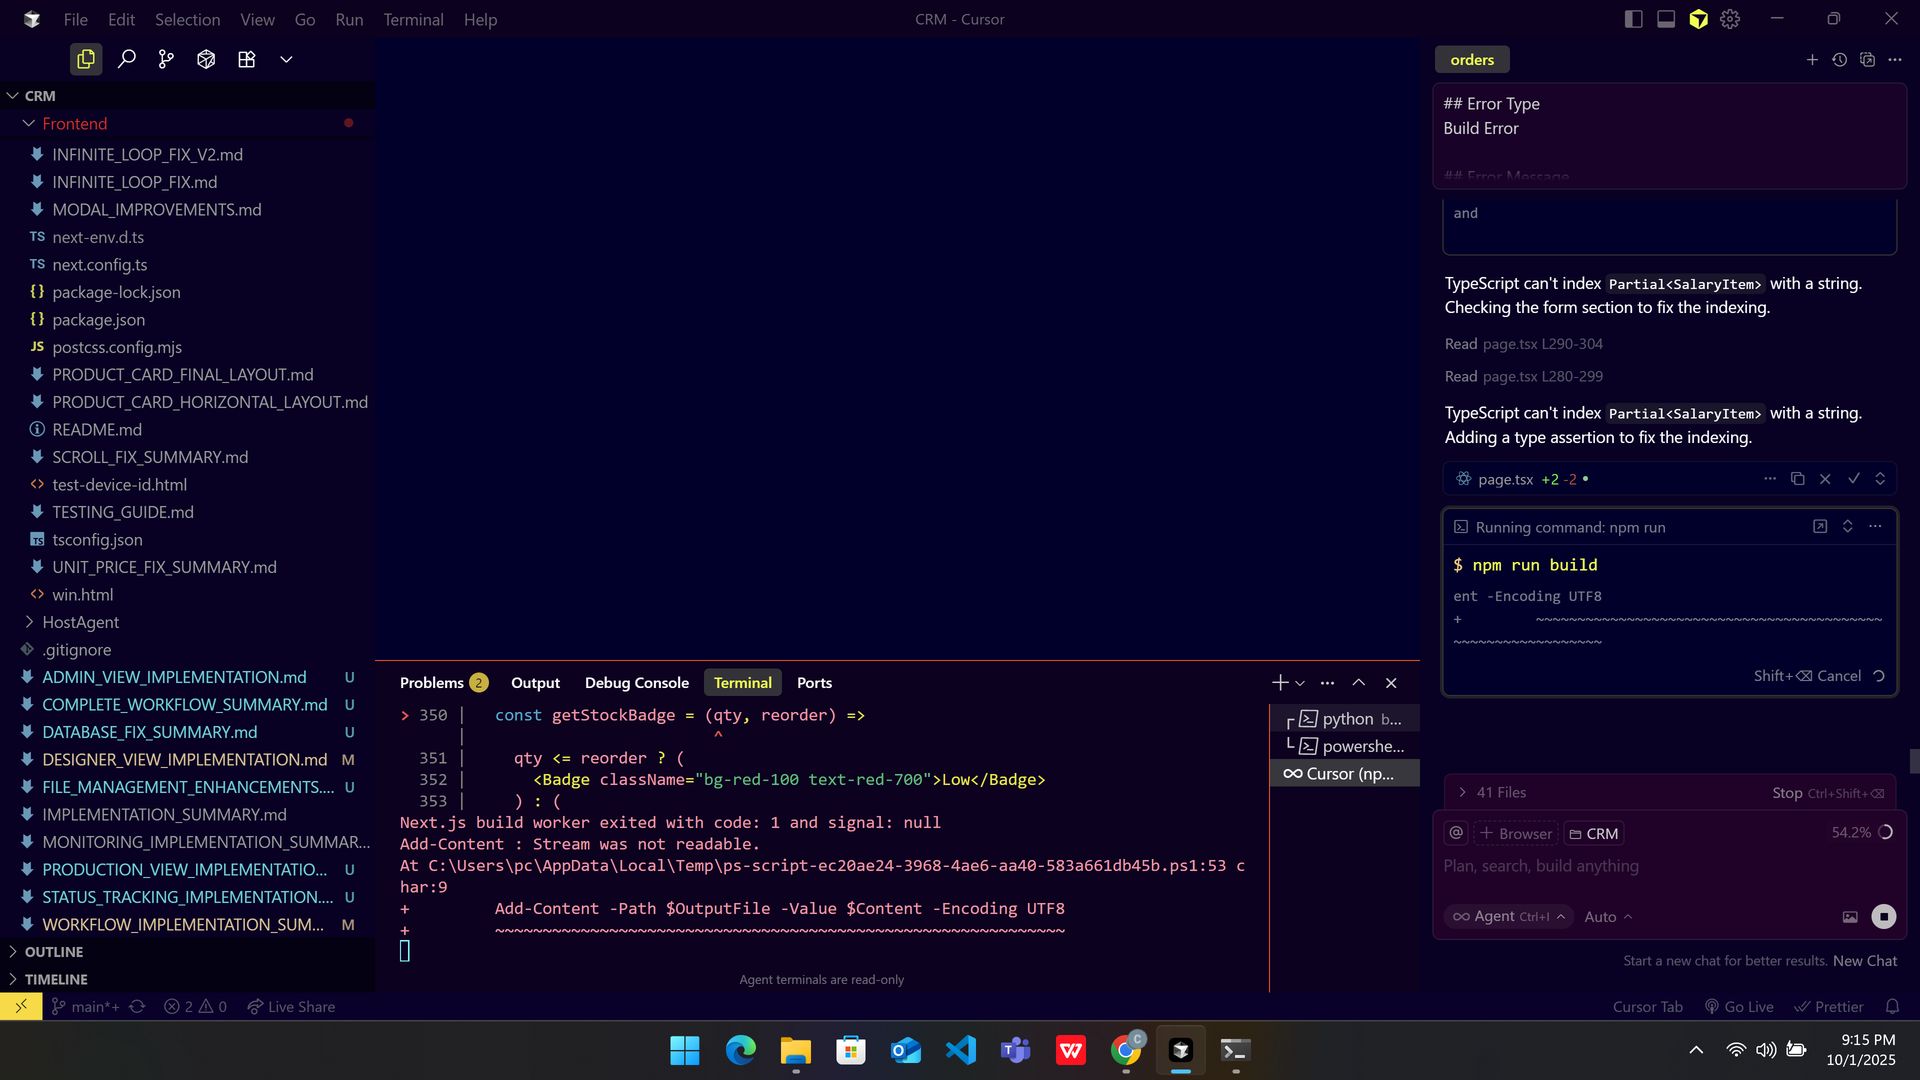 File Edit Selection View Go Run Terminal Help
CRM - Cursor
CRM
Frontend
INFINITE_LOOP_FIX_V2.md
INFINITE_LOOP_FIX.md
MODAL_IMPROVEMENTS.md
TS next-env.d.ts
TS next.config.ts
{} package-lock.json
{} package.json
JS postcss.config.mjs
PRODUCT_CARD_FINAL_LAYOUT.md
PRODUCT_CARD_HORIZONTAL_LAYOUT.md
README.md
SCROLL_FIX_SUMMARY.md
<> test-device-id.html
TESTING_GUIDE.md
TS tsconfig.json
UNIT_PRICE_FIX_SUMMARY.md
<> win.html
HostAgent
.gitignore
ADMIN_VIEW_IMPLEMENTATION.md U
COMPLETE_WORKFLOW_SUMMARY.md U
DATABASE_FIX_SUMMARY.md U
DESIGNER_VIEW_IMPLEMENTATION.md M
FILE_MANAGEMENT_ENHANCEMENTS.... U
IMPLEMENTATION_SUMMARY.md
MONITORING_IMPLEMENTATION_SUMMAR...
PRODUCTION_VIEW_IMPLEMENTATIO... U
STATUS_TRACKING_IMPLEMENTATION.... U
WORKFLOW_IMPLEMENTATION_SUM... M
OUTLINE
TIMELINE
Problems 2 Output Debug Console Terminal Ports
> 350 | const getStockBadge = (qty, reorder) =>
| ^
351 | qty <= reorder ? (
352 | <Badge className="bg-red-100 text-red-700">Low</Badge>
353 | ) : (
Next.js build worker exited with code: 1 and signal: null
Add-Content : Stream was not readable.
At C:\Users\pc\AppData\Local\Temp\ps-script-ec20ae24-3968-4ae6-aa40-583a661db45b.ps1:53 c
har:9
+ Add-Content -Path $OutputFile -Value $Content -Encoding UTF8
+ ~~~~~~~~~~~~~~~~~~~~~~~~~~~~~~~~~~~~~~~~~~~~~~~~~~~~~~~~~~~~
Agent terminals are read-only
python b...
powershe...
Cursor (np...
orders
## Error Type
Build Error
## Error Message
and
TypeScript can't index Partial<SalaryItem> with a string.
Checking the form section to fix the indexing.
Read page.tsx L290-304
Read page.tsx L280-299
TypeScript can't index Partial<SalaryItem> with a string.
Adding a type assertion to fix the indexing.
page.tsx +2 -2 •
Running command: npm run
$ npm run build
ent -Encoding UTF8
+ ~~~~~~~~~~~~~~~~~~~~~~~~~~~~~~~~~~~~~~~~~~
~~~~~~~~~~~~~~~~~~
Shift+⌫ Cancel
41 Files Stop Ctrl+Shift+⌫
@ + Browser CRM 54.2%
Plan, search, build anything
∞ Agent Ctrl+I Auto
Start a new chat for better results. New Chat
main*+ 2 0 Live Share
Cursor Tab Go Live Prettier
C
9:15 PM
10/1/2025